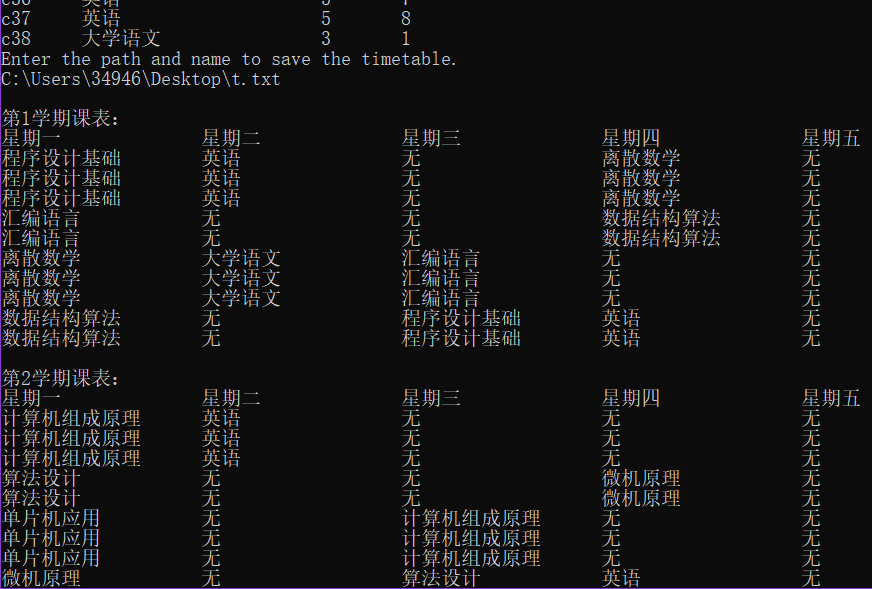 c36 英语 5 7
c37 英语 5 8
c38 大学语文 3 1
Enter the path and name to save the timetable.
C:\Users\34946\Desktop\t.txt
第1学期课表:
星期一 星期二 星期三 星期四 星期五
程序设计基础 英语 无 离散数学 无
程序设计基础 英语 无 离散数学 无
程序设计基础 英语 无 离散数学 无
汇编语言 无 无 数据结构算法 无
汇编语言 无 无 数据结构算法 无
离散数学 大学语文 汇编语言 无 无
离散数学 大学语文 汇编语言 无 无
离散数学 大学语文 汇编语言 无 无
数据结构算法 无 程序设计基础 英语 无
数据结构算法 无 程序设计基础 英语 无
第2学期课表:
星期一 星期二 星期三 星期四 星期五
计算机组成原理 英语 无 无 无
计算机组成原理 英语 无 无 无
计算机组成原理 英语 无 无 无
算法设计 无 无 微机原理 无
算法设计 无 无 微机原理 无
单片机应用 无 计算机组成原理 无 无
单片机应用 无 计算机组成原理 无 无
单片机应用 无 计算机组成原理 无 无
微机原理 无 算法设计 英语 无